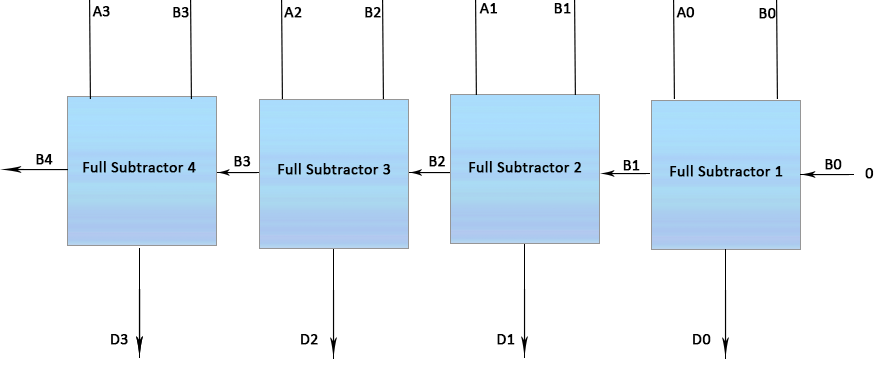 A3 B3 A2 B2 A1 B1 A0 B0
B4 Full Subtractor 4 B3 Full Subtractor 3 B2 Full Subtractor 2 B1 Full Subtractor 1 B0 0
D3 D2 D1 D0